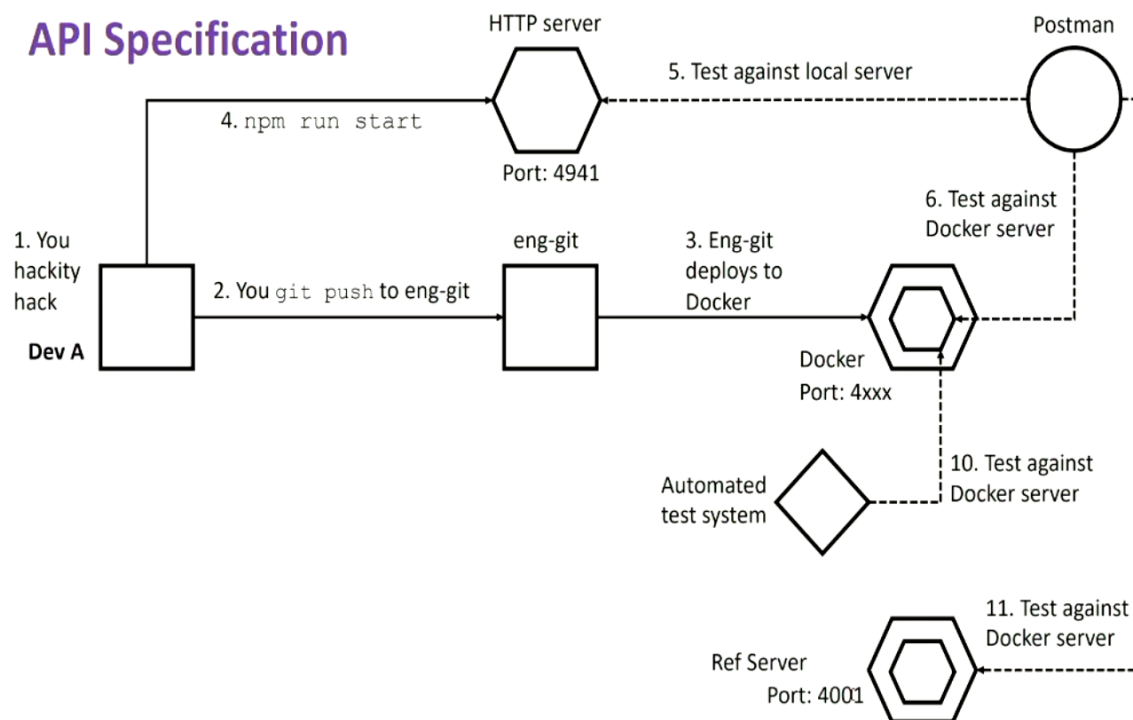 API Specification
HTTP server
Postman
5. Test against local server
4. npm run start
Port: 4941
6. Test against
Docker server
1. You
hackity
hack
eng-git
3. Eng-git
deploys to
Docker
2. You git push to eng-git
Dev A
Docker
Port: 4xxx
10. Test against
Docker server
Automated
test system
11. Test against
Docker server
Ref Server
Port: 4001